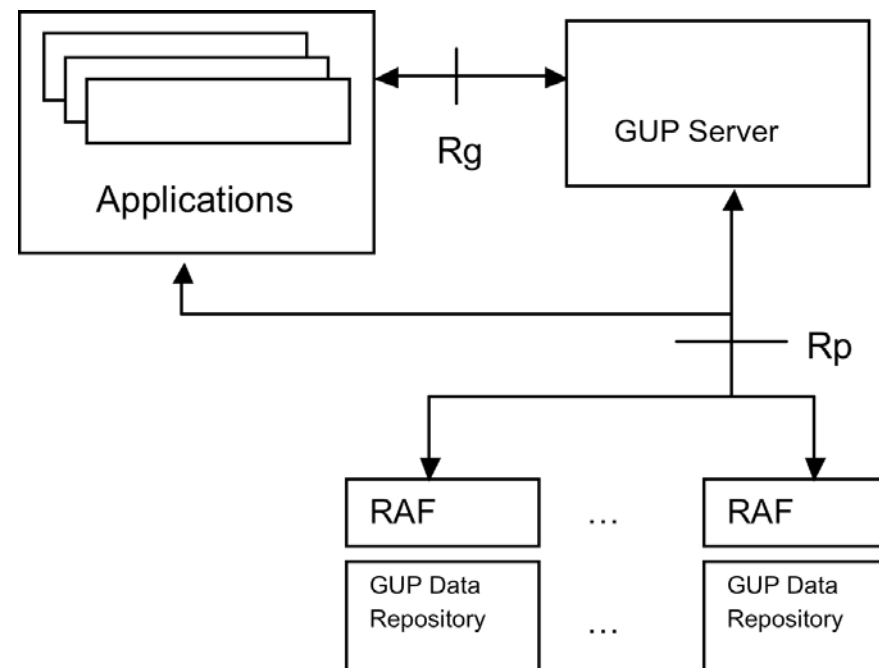 GUP Server
Rg
Applications
Rp
RAF
...
RAF
GUP Data
Repository
...
GUP Data
Repository